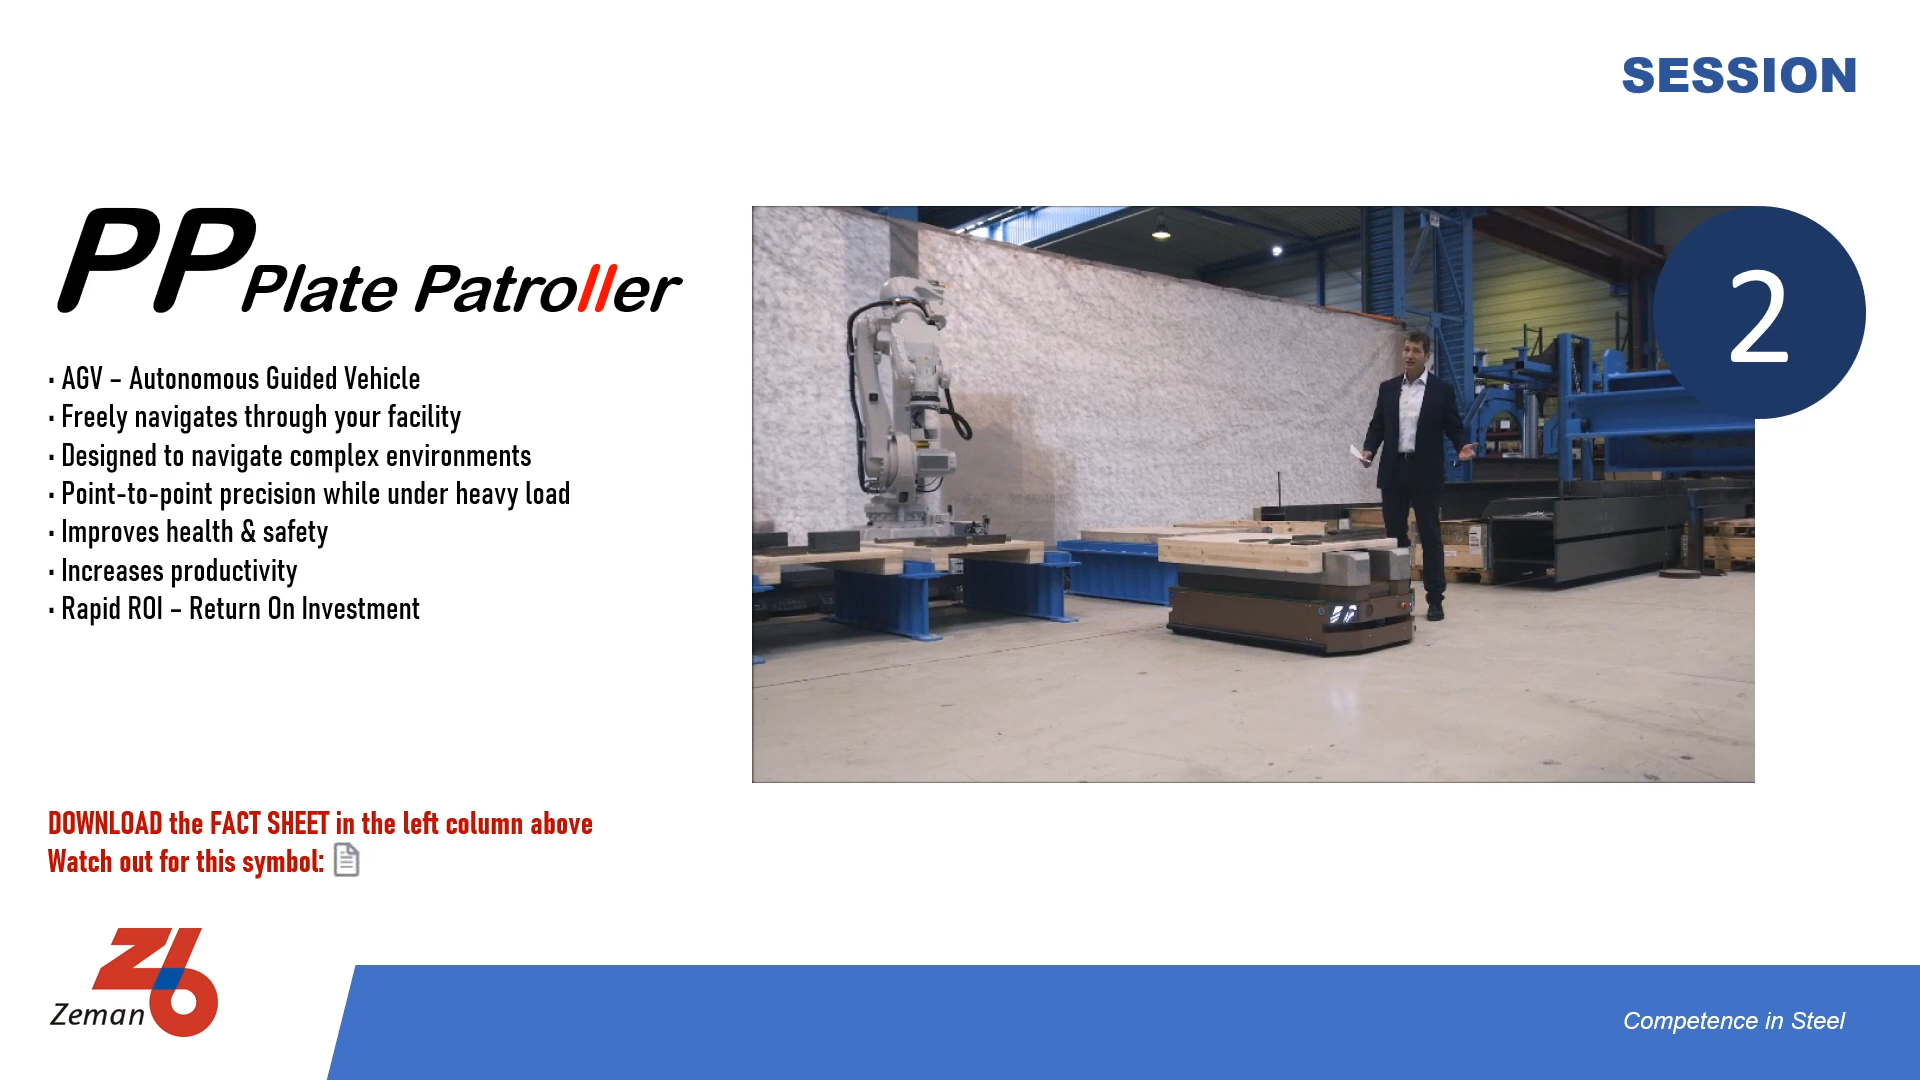 SESSION
2
PP Plate Patroller
· AGV – Autonomous Guided Vehicle
· Freely navigates through your facility
· Designed to navigate complex environments
· Point-to-point precision while under heavy load
· Improves health & safety
· Increases productivity
· Rapid ROI – Return On Investment
DOWNLOAD the FACT SHEET in the left column above
Watch out for this symbol:
Zeman
Competence in Steel